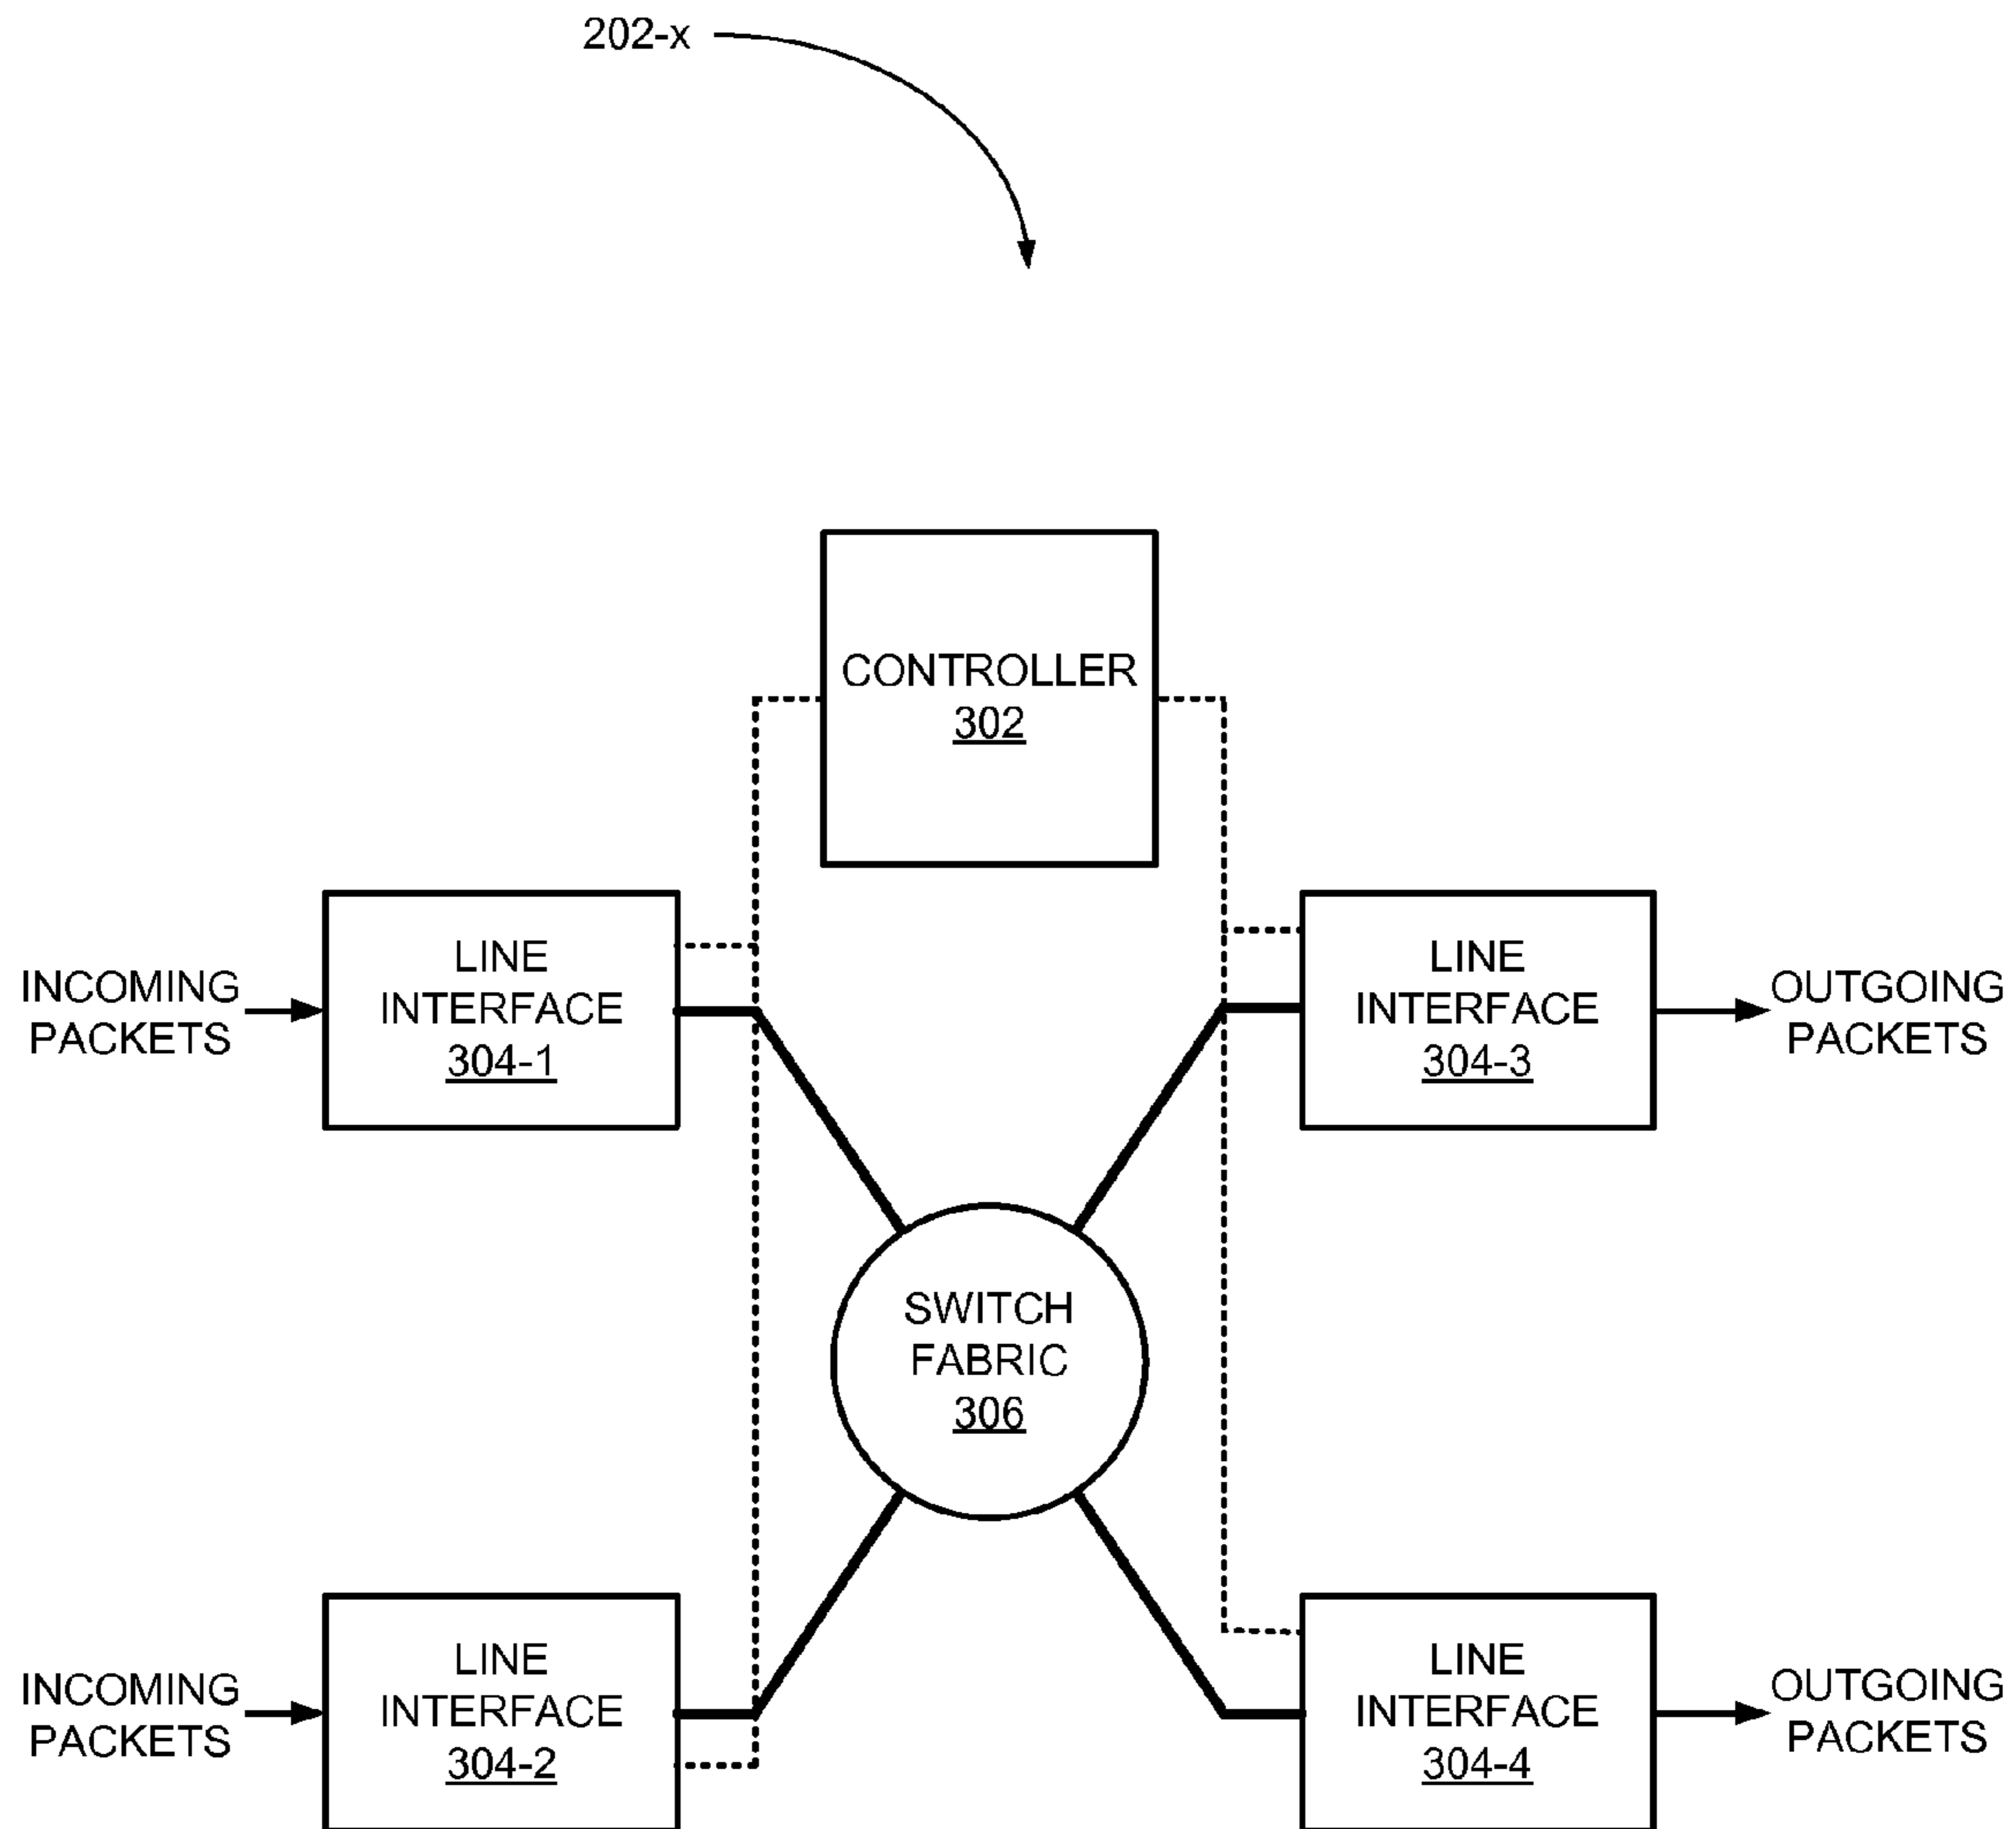 202-x
CONTROLLER
302
INCOMING
PACKETS
LINE
INTERFACE
304-1
LINE
INTERFACE
304-3
OUTGOING
PACKETS
SWITCH
FABRIC
306
INCOMING
PACKETS
LINE
INTERFACE
304-2
LINE
INTERFACE
304-4
OUTGOING
PACKETS